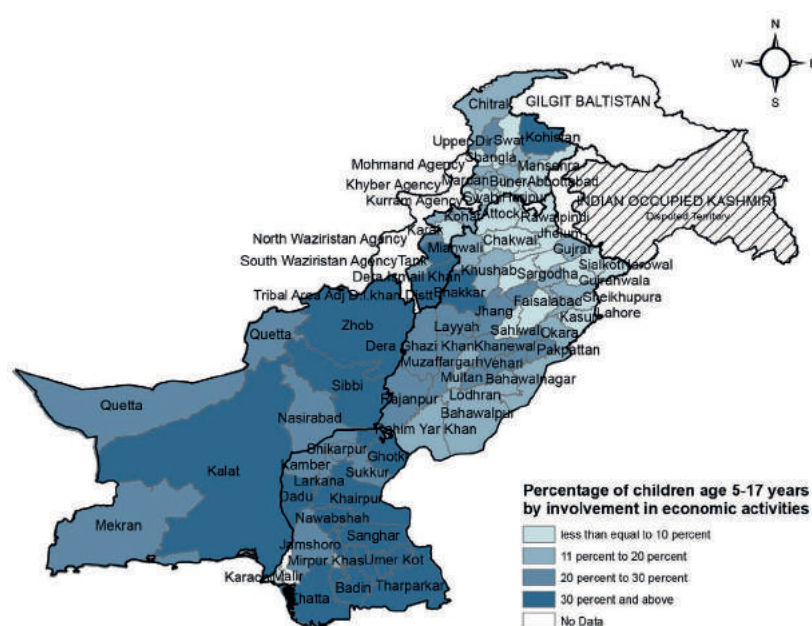 N
W
E
S
Chitral
GILGIT BALTISTAN
Upper Dir
Swat
Kohistan
Shangla
Mohmand Agency
Mansehra
Mardan
Buner
Abbottabad
Khyber Agency
Swabi
Haripur
INDIAN OCCUPIED KASHMIR
Disputed Territory
Kurram Agency
Kohat
Attock
Rawalpindi
Karak
Jhelum
North Waziristan Agency
Mianwali
Chakwal
Gujrat
South Waziristan Agency
Tank
Khushab
Sialkot
Narowal
Dera Ismail Khan
Sargodha
Gujranwala
Tribal Area Adj D.I.khan Distt
Bhakkar
Faisalabad
Sheikhupura
Jhang
Lahore
Zhob
Layyah
Kasur
Quetta
Sahiwal
Okara
Dera Ghazi Khan
Khanewal
Pakpattan
Muzaffargarh
Vehari
Sibbi
Multan
Bahawalnagar
Quetta
Rajanpur
Lodhran
Nasirabad
Bahawalpur
Rahim Yar Khan
Shikarpur
Ghotki
Kalat
Kamber
Sukkur
Larkana
Dadu
Khairpur
Mekran
Nawabshah
Sanghar
Jamshoro
Mirpur Khas
Umer Kot
Karachi
Malir
Badin
Tharparkar
Thatta
Percentage of children age 5-17 years
by involvement in economic activities
less than equal to 10 percent
11 percent to 20 percent
20 percent to 30 percent
30 percent and above
No Data